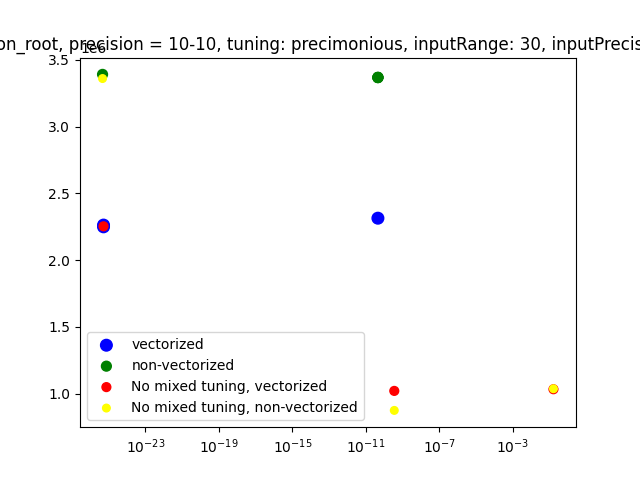 on_root, precision = 10-10, tuning: precimonious, inputRange: 30, inputPrecis
1e6
3.5
3.0
2.5
2.0
1.5
1.0
vectorized
non-vectorized
No mixed tuning, vectorized
No mixed tuning, non-vectorized
10⁻²³ 10⁻¹⁹ 10⁻¹⁵ 10⁻¹¹ 10⁻⁷ 10⁻³